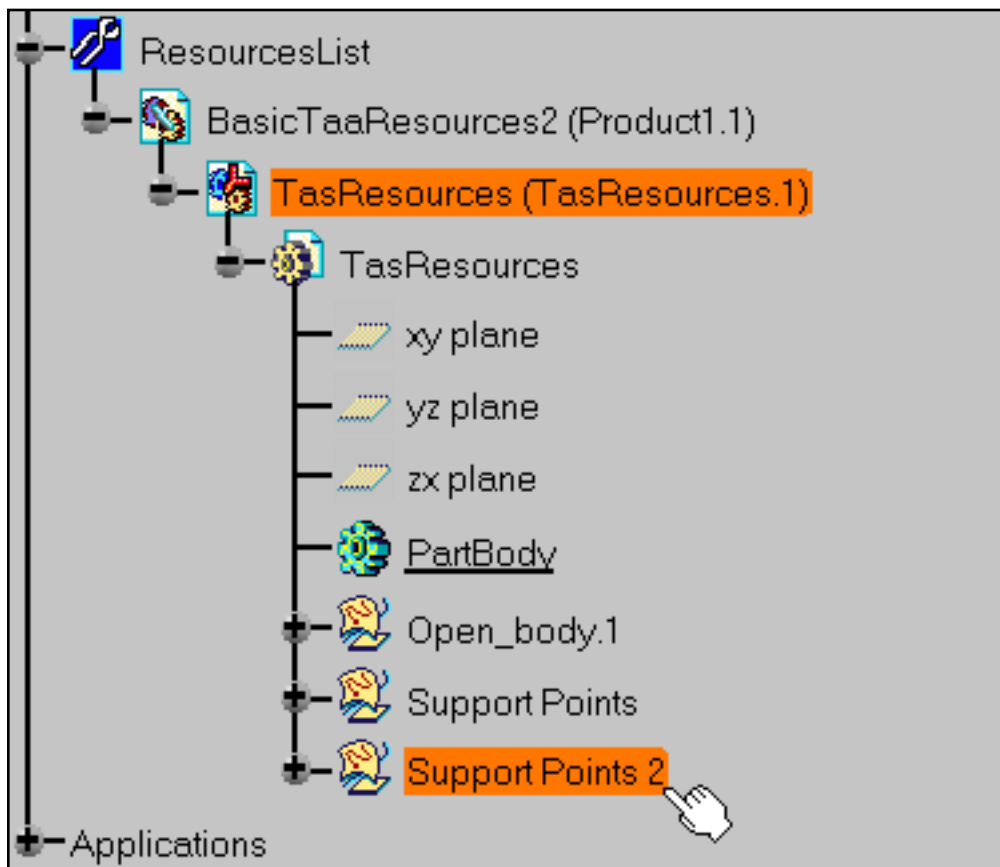 ResourcesList
BasicTaaResources2 (Product1.1)
TasResources (TasResources.1)
TasResources
xy plane
yz plane
zx plane
PartBody
Open_body.1
Support Points
Support Points 2
Applications